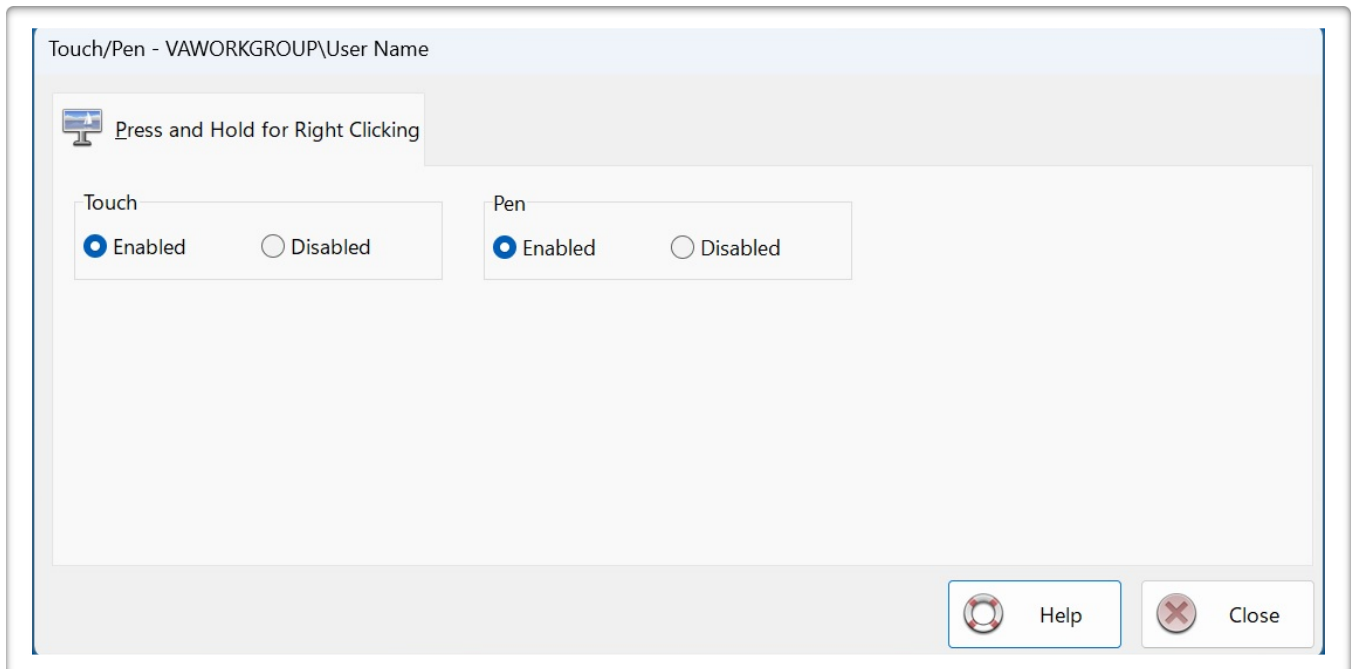 Touch/Pen - VAWORKGROUP\User Name
Press and Hold for Right Clicking
Touch
Enabled Disabled
Pen
Enabled Disabled
Help Close